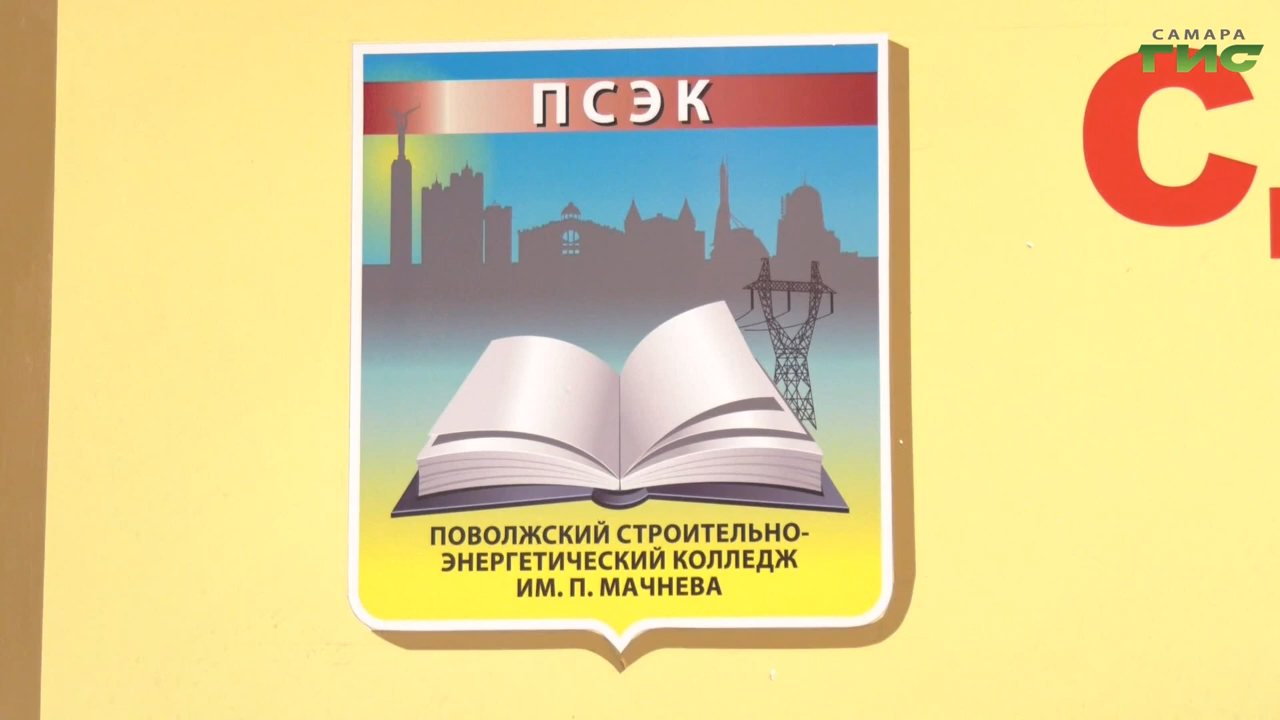 САМАРА
ГИС
С
ПСЭК
ПОВОЛЖСКИЙ СТРОИТЕЛЬНО-
ЭНЕРГЕТИЧЕСКИЙ КОЛЛЕДЖ
ИМ. П. МАЧНЕВА